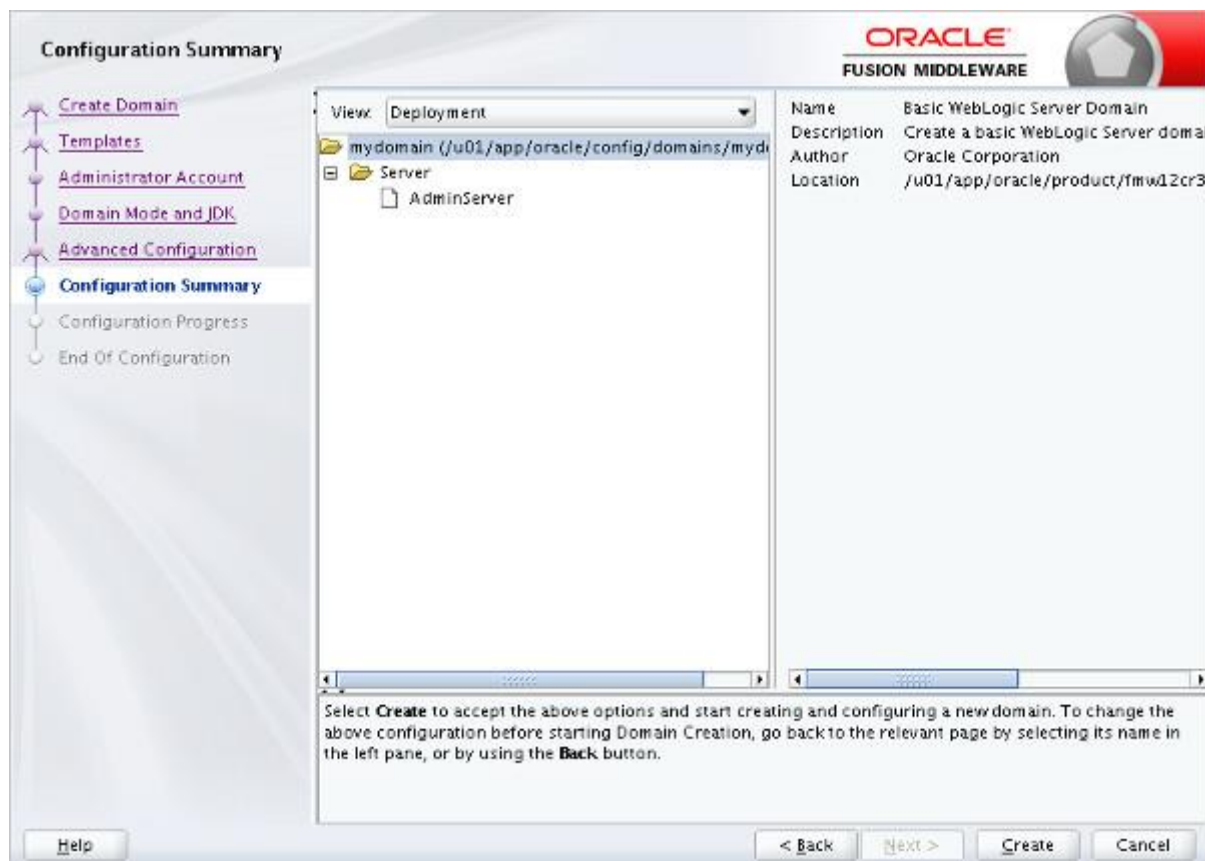 Configuration Summary
ORACLE
FUSION MIDDLEWARE
Create Domain
Templates
Administrator Account
Domain Mode and JDK
Advanced Configuration
Configuration Summary
Configuration Progress
End Of Configuration
View: Deployment
mydomain (/u01/app/oracle/config/domains/myd
Server
AdminServer
Name Basic WebLogic Server Domain
Description Create a basic WebLogic Server domai
Author Oracle Corporation
Location /u01/app/oracle/product/fmw12cr3
Select Create to accept the above options and start creating and configuring a new domain. To change the
above configuration before starting Domain Creation, go back to the relevant page by selecting its name in
the left pane, or by using the Back button.
Help
< Back
Next >
Create
Cancel